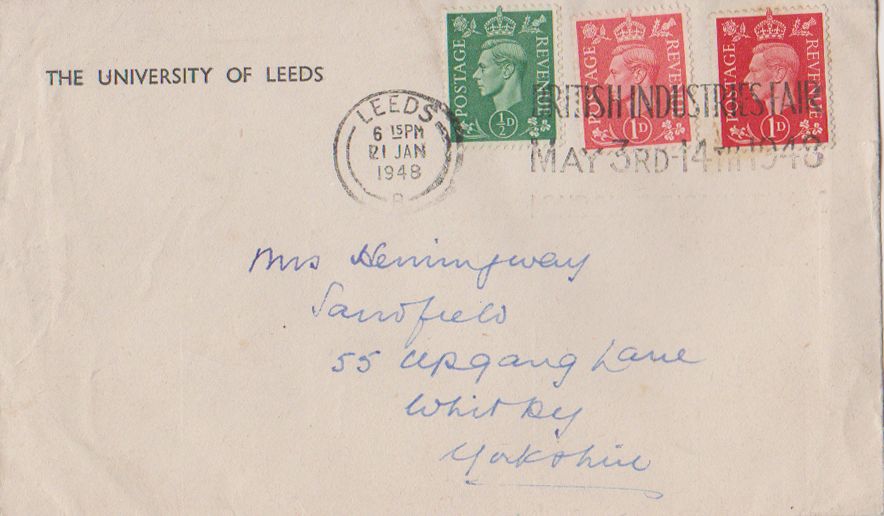 THE UNIVERSITY OF LEEDS
POSTAGE REVENUE
½D
POSTAGE REVENUE
1D
POSTAGE REVENUE
1D
LEEDS
6 15PM
21 JAN
1948
BRITISH INDUSTRIES FAIR
MAY 3RD-14TH 1948
Mrs Hemingway
Sandfield
55 Upgang Lane
Whitby
Yorkshire